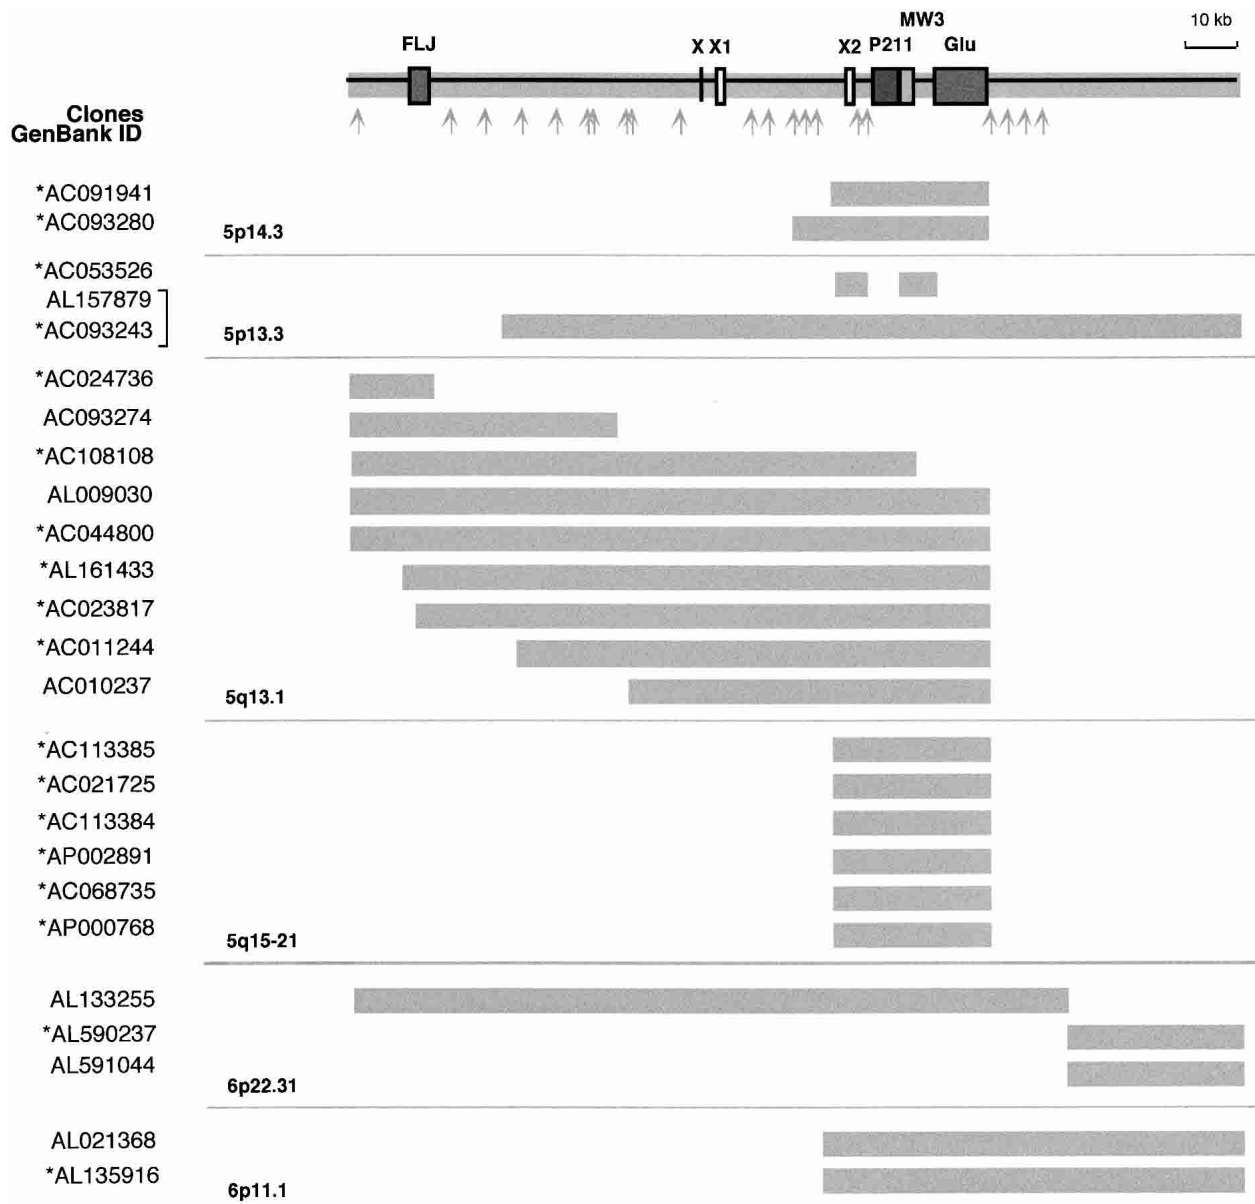 MW3
10 kb
FLJ
X X1
X2 P211
Glu
Clones
GenBank ID
*AC091941
*AC093280
5p14.3
*AC053526
AL157879
*AC093243
5p13.3
*AC024736
AC093274
*AC108108
AL009030
*AC044800
*AL161433
*AC023817
*AC011244
AC010237
5q13.1
*AC113385
*AC021725
*AC113384
*AP002891
*AC068735
*AP000768
5q15-21
AL133255
*AL590237
AL591044
6p22.31
AL021368
*AL135916
6p11.1